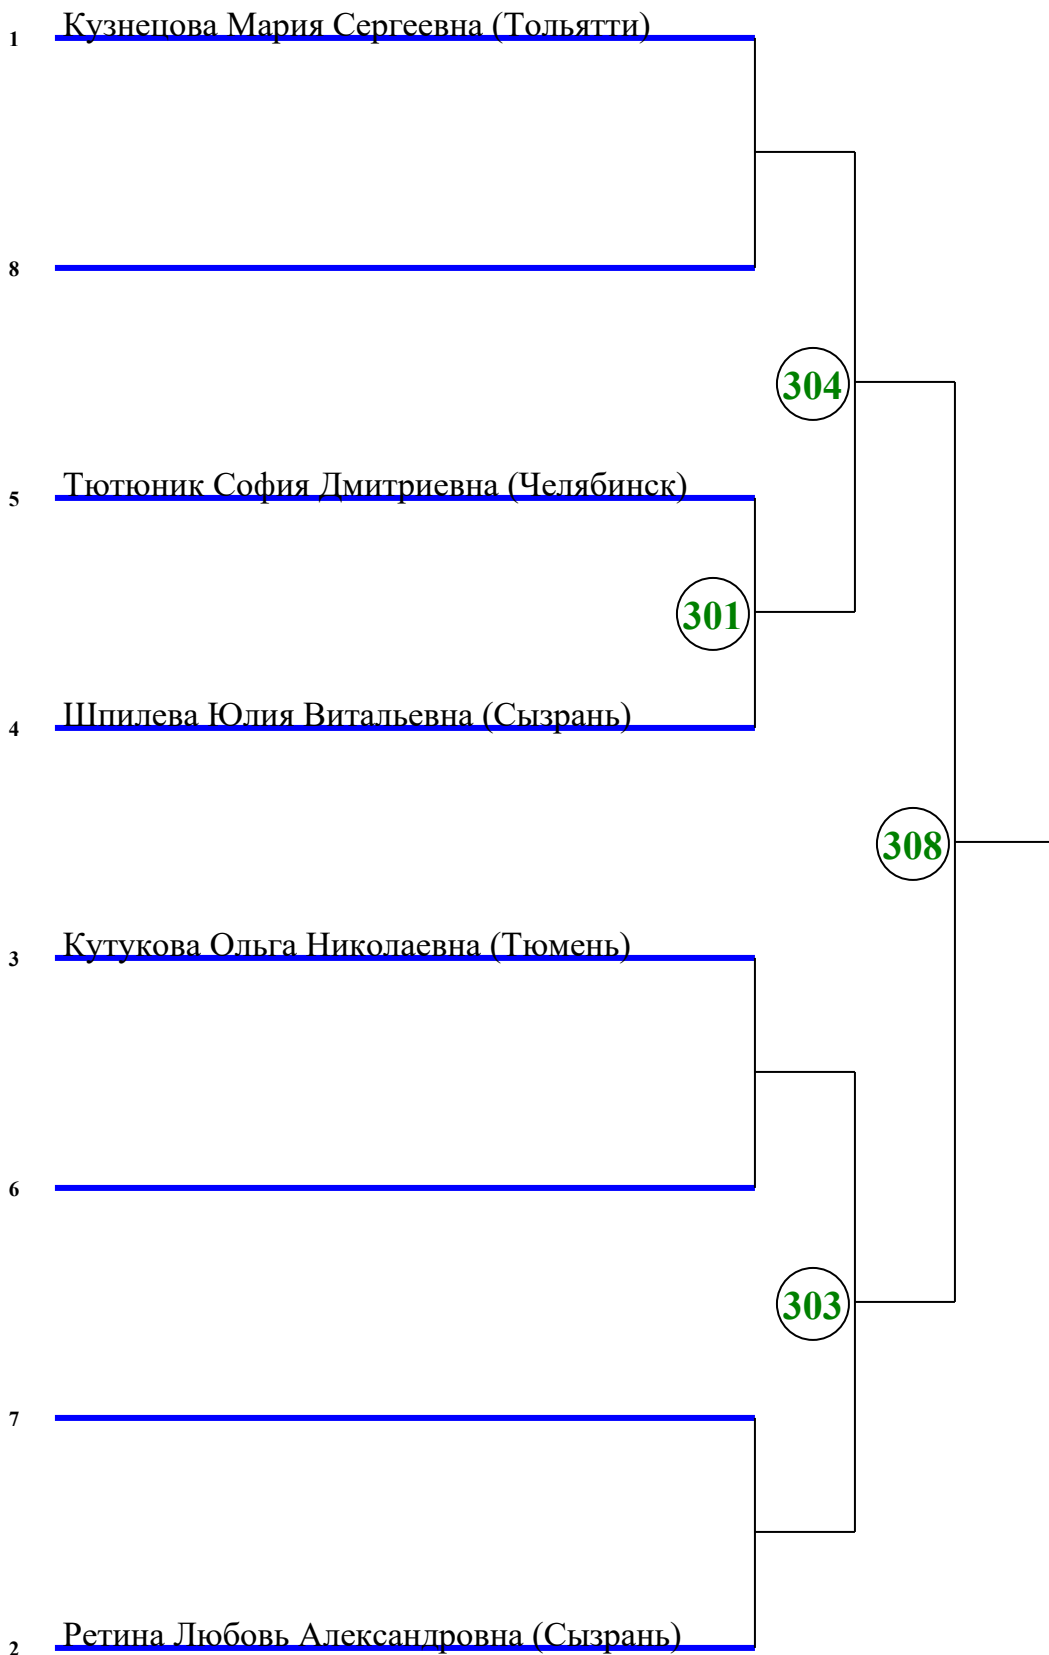 1 Кузнецова Мария Сергеевна (Тольятти)
8
304
5 Тютюник София Дмитриевна (Челябинск)
301
4 Шпилева Юлия Витальевна (Сызрань)
308
3 Кутукова Ольга Николаевна (Тюмень)
6
303
7
2 Ретина Любовь Александровна (Сызрань)